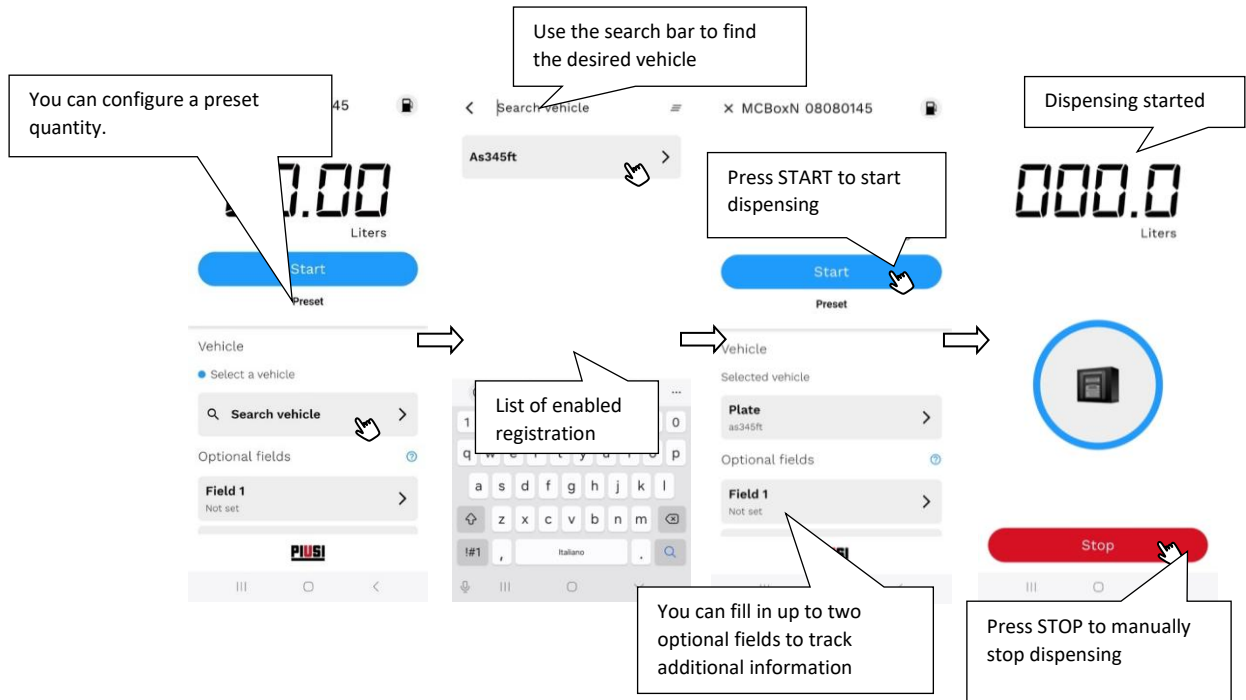 Use the search bar to find
the desired vehicle
You can configure a preset
quantity.
45
Search vehicle
MCBoxN 08080145
Dispensing started
As345ft
Press START to start
dispensing
000.0
.00
Liters
Liters
Start
Start
Preset
Preset
Vehicle
Vehicle
Select a vehicle
Selected vehicle
Search vehicle
List of enabled
registration
Plate
as345ft
1 0
q w e r t y u i o p
Optional fields
Optional fields
a s d f g h j k l
Field 1
Not set
Field 1
Not set
z x c v b n m
!#1 , Italiano .
Stop
PIUSI
SI
You can fill in up to two
optional fields to track
additional information
Press STOP to manually
stop dispensing